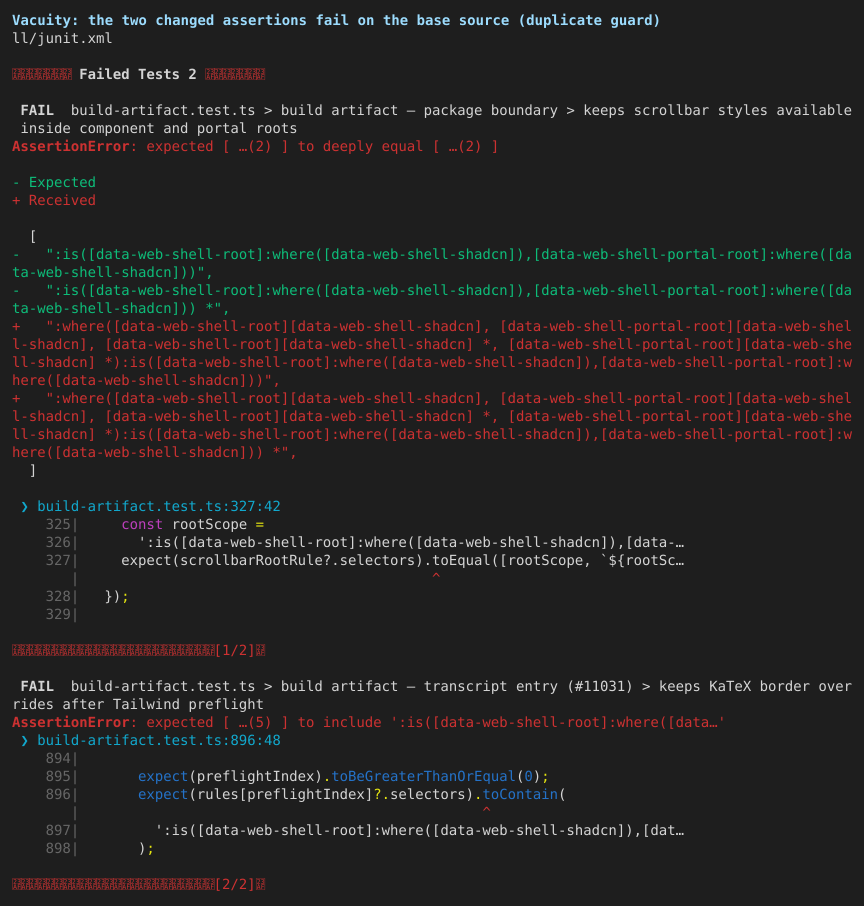 Vacuity: the two changed assertions fail on the base source (duplicate guard)
ll/junit.xml
Failed Tests 2
FAIL  build-artifact.test.ts > build artifact — package boundary > keeps scrollbar styles available
inside component and portal roots
AssertionError: expected [ …(2) ] to deeply equal [ …(2) ]
- Expected
+ Received
[
-   ":is([data-web-shell-root]:where([data-web-shell-shadcn]),[data-web-shell-portal-root]:where([da
ta-web-shell-shadcn]))",
-   ":is([data-web-shell-root]:where([data-web-shell-shadcn]),[data-web-shell-portal-root]:where([da
ta-web-shell-shadcn])) *",
+   ":where([data-web-shell-root][data-web-shell-shadcn], [data-web-shell-portal-root][data-web-shel
l-shadcn], [data-web-shell-root][data-web-shell-shadcn] *, [data-web-shell-portal-root][data-web-she
ll-shadcn] *):is([data-web-shell-root]:where([data-web-shell-shadcn]),[data-web-shell-portal-root]:w
here([data-web-shell-shadcn]))",
+   ":where([data-web-shell-root][data-web-shell-shadcn], [data-web-shell-portal-root][data-web-shel
l-shadcn], [data-web-shell-root][data-web-shell-shadcn] *, [data-web-shell-portal-root][data-web-she
ll-shadcn] *):is([data-web-shell-root]:where([data-web-shell-shadcn]),[data-web-shell-portal-root]:w
here([data-web-shell-shadcn])) *",
]
❯ build-artifact.test.ts:327:42
325|     const rootScope =
326|       ':is([data-web-shell-root]:where([data-web-shell-shadcn]),[data-…
327|     expect(scrollbarRootRule?.selectors).toEqual([rootScope, `${rootSc…
|                                          ^
328|   });
329|
[1/2]
FAIL  build-artifact.test.ts > build artifact — transcript entry (#11031) > keeps KaTeX border over
rides after Tailwind preflight
AssertionError: expected [ …(5) ] to include ':is([data-web-shell-root]:where([data…'
❯ build-artifact.test.ts:896:48
894|
895|       expect(preflightIndex).toBeGreaterThanOrEqual(0);
896|       expect(rules[preflightIndex]?.selectors).toContain(
|                                                ^
897|         ':is([data-web-shell-root]:where([data-web-shell-shadcn]),[dat…
898|       );
[2/2]